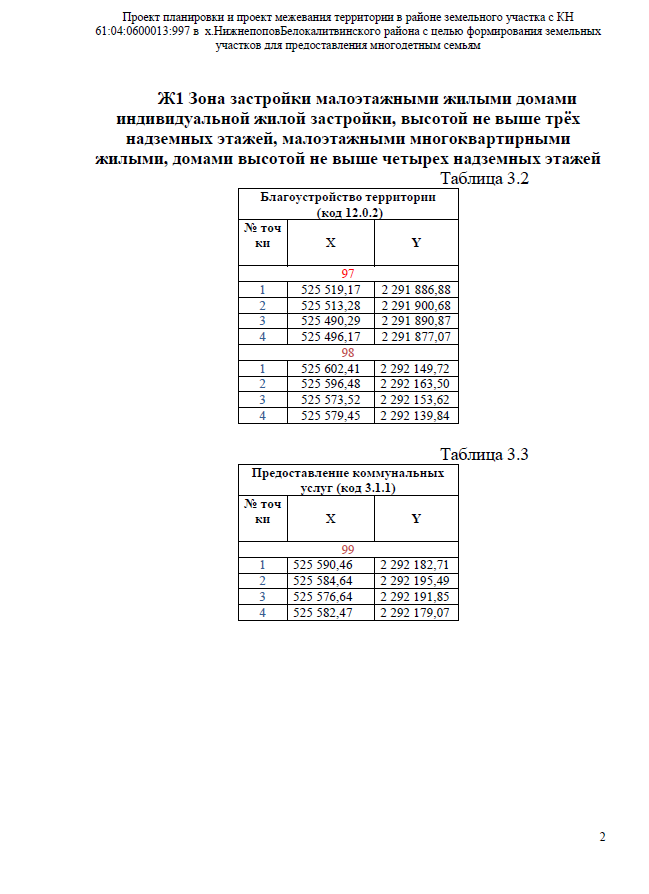 Проект планировки и проект межевания территории в районе земельного участка с КН
61:04:0600013:997 в х.НижнепоповБелокалитвинского района с целью формирования земельных
участков для предоставления многодетным семьям
Ж1 Зона застройки малоэтажными жилыми домами
индивидуальной жилой застройки, высотой не выше трёх
надземных этажей, малоэтажными многоквартирными
жилыми, домами высотой не выше четырех надземных этажей
Таблица 3.2
Благоустройство территории
(код 12.0.2)
№ точ
ки X Y
97
1 525 519,17 2 291 886,88
2 525 513,28 2 291 900,68
3 525 490,29 2 291 890,87
4 525 496,17 2 291 877,07
98
1 525 602,41 2 292 149,72
2 525 596,48 2 292 163,50
3 525 573,52 2 292 153,62
4 525 579,45 2 292 139,84
Таблица 3.3
Предоставление коммунальных
услуг (код 3.1.1)
№ точ
ки X Y
99
1 525 590,46 2 292 182,71
2 525 584,64 2 292 195,49
3 525 576,64 2 292 191,85
4 525 582,47 2 292 179,07
2